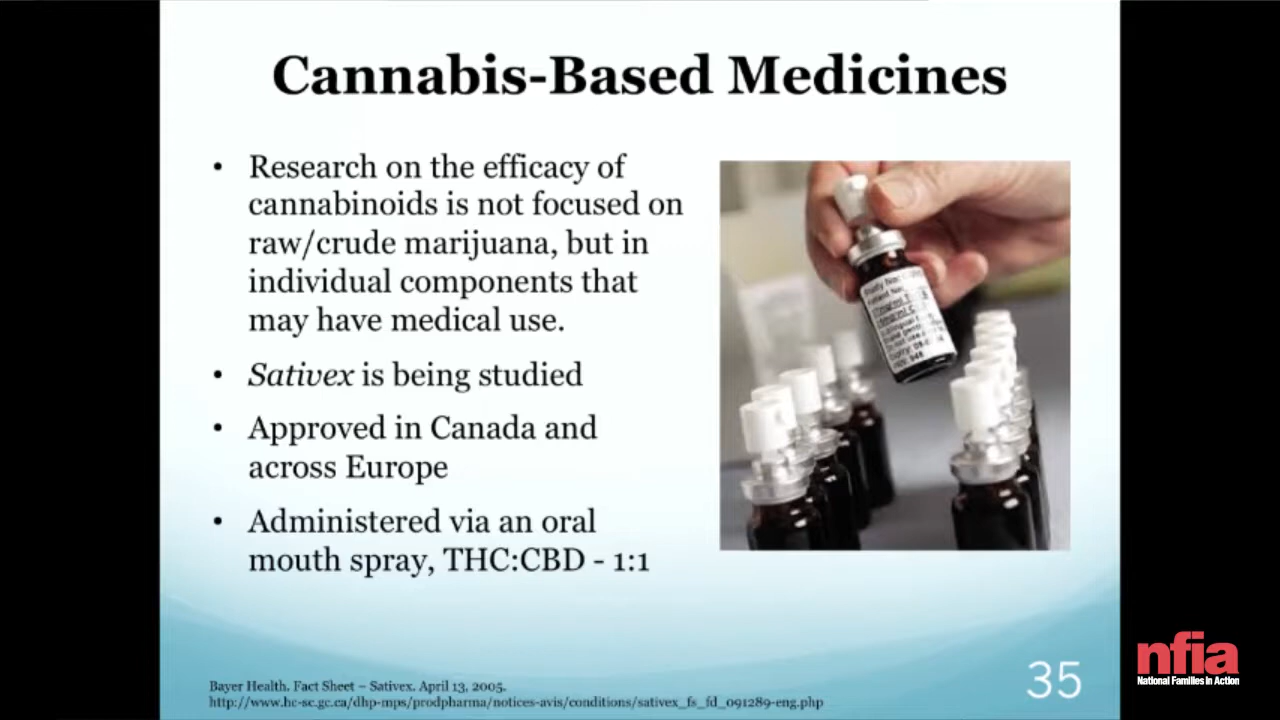 Cannabis-Based Medicines
• Research on the efficacy of
cannabinoids is not focused on
raw/crude marijuana, but in
individual components that
may have medical use.
• Sativex is being studied
• Approved in Canada and
across Europe
• Administered via an oral
mouth spray, THC:CBD - 1:1
Bayer Health. Fact Sheet – Sativex. April 13, 2005.
http://www.hc-sc.gc.ca/dhp-mps/prodpharma/notices-avis/conditions/sativex_fs_fd_091289-eng.php
35
nfia
National Families in Action